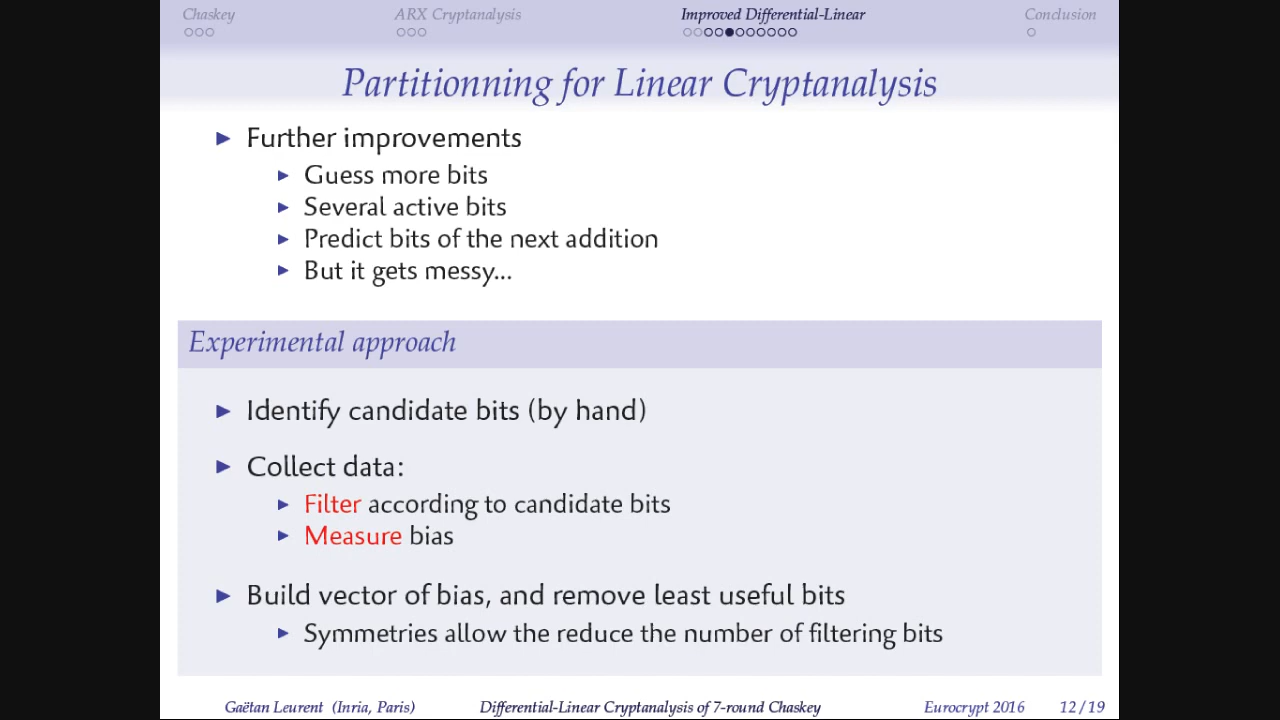 Chaskey ARX Cryptanalysis Improved Differential-Linear Conclusion
Partitionning for Linear Cryptanalysis
Further improvements
Guess more bits
Several active bits
Predict bits of the next addition
But it gets messy...
Experimental approach
Identify candidate bits (by hand)
Collect data:
Filter according to candidate bits
Measure bias
Build vector of bias, and remove least useful bits
Symmetries allow the reduce the number of filtering bits
Gaëtan Leurent (Inria, Paris) Differential-Linear Cryptanalysis of 7-round Chaskey Eurocrypt 2016 12 / 19